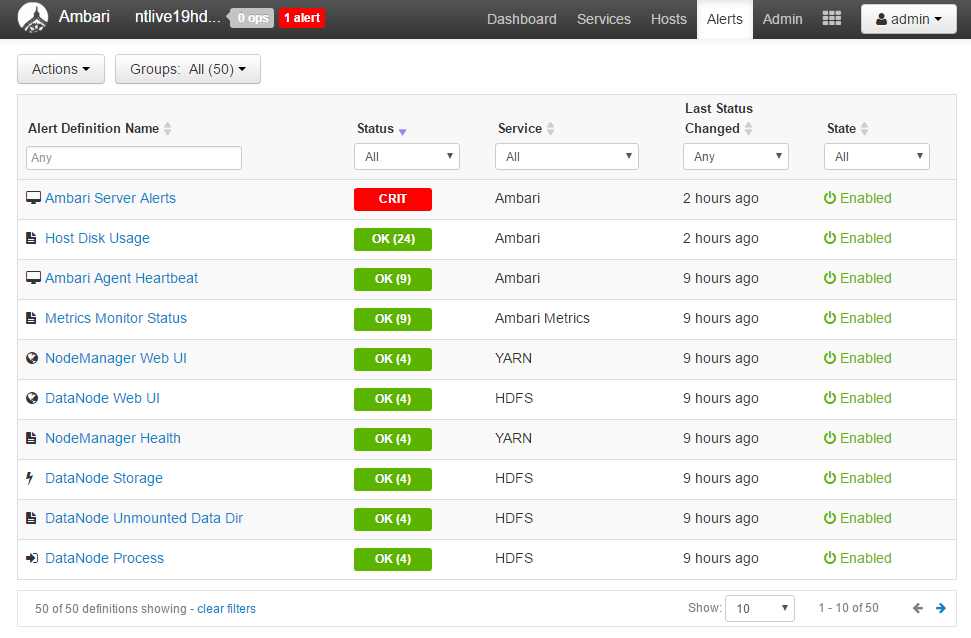 Ambari ntlive19hd... 0 ops 1 alert Dashboard Services Hosts Alerts Admin admin
Actions Groups: All (50)
Alert Definition Name Status Service Last Status Changed State
Any All All Any All
Ambari Server Alerts CRIT Ambari 2 hours ago Enabled
Host Disk Usage OK (24) Ambari 2 hours ago Enabled
Ambari Agent Heartbeat OK (9) Ambari 9 hours ago Enabled
Metrics Monitor Status OK (9) Ambari Metrics 9 hours ago Enabled
NodeManager Web UI OK (4) YARN 9 hours ago Enabled
DataNode Web UI OK (4) HDFS 9 hours ago Enabled
NodeManager Health OK (4) YARN 9 hours ago Enabled
DataNode Storage OK (4) HDFS 9 hours ago Enabled
DataNode Unmounted Data Dir OK (4) HDFS 9 hours ago Enabled
DataNode Process OK (4) HDFS 9 hours ago Enabled
50 of 50 definitions showing - clear filters Show: 10 1 - 10 of 50